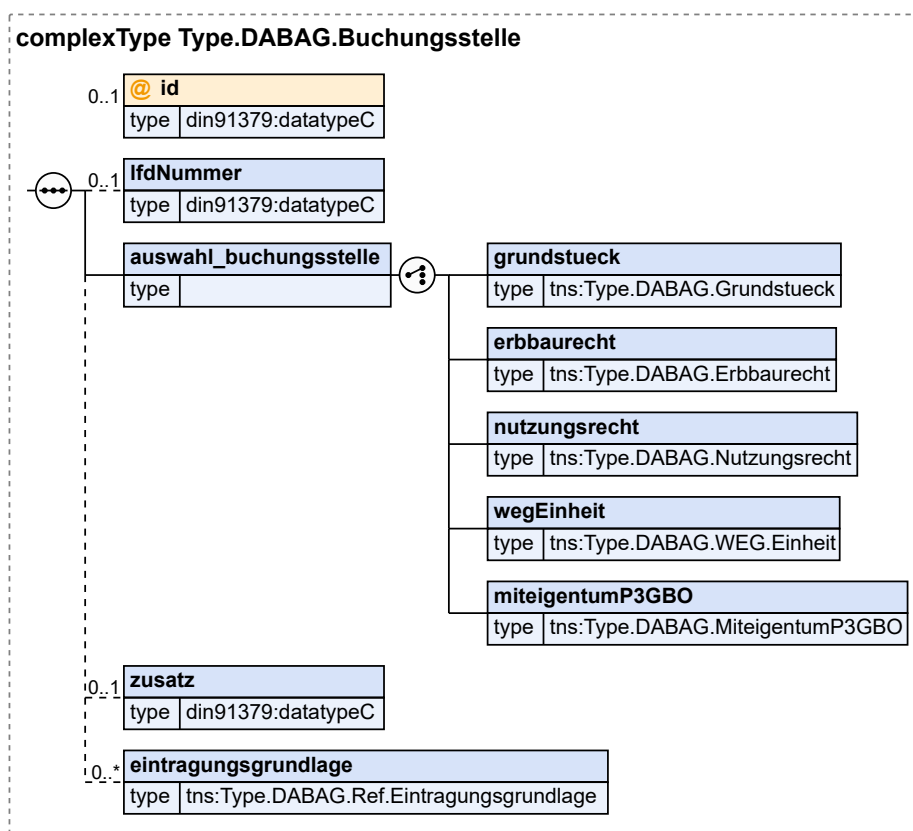 complexType Type.DABAG.Buchungsstelle
0..1 @ id
type din91379:datatypeC
0..1 lfdNummer
type din91379:datatypeC
auswahl_buchungsstelle
type
grundstueck
type tns:Type.DABAG.Grundstueck
erbbaurecht
type tns:Type.DABAG.Erbbaurecht
nutzungsrecht
type tns:Type.DABAG.Nutzungsrecht
wegEinheit
type tns:Type.DABAG.WEG.Einheit
miteigentumP3GBO
type tns:Type.DABAG.MiteigentumP3GBO
0..1 zusatz
type din91379:datatypeC
0..* eintragungsgrundlage
type tns:Type.DABAG.Ref.Eintragungsgrundlage